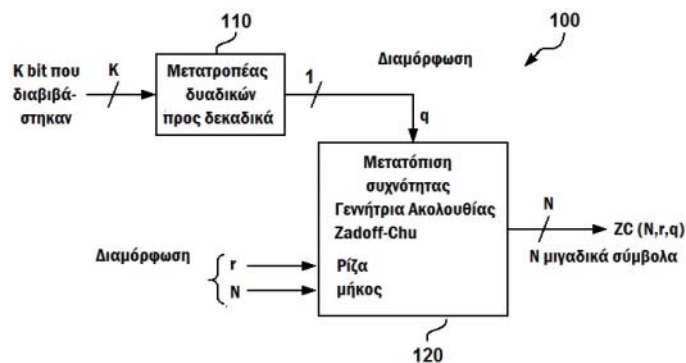 110
100
K bit που
διαβιβά-
στηκαν
K
Μετατροπέας
δυαδικών
προς δεκαδικά
1
Διαμόρφωση
q
Μετατόπιση
συχνότητας
Γεννήτρια Ακολουθίας
Zadoff-Chu
N
ZC (N,r,q)
N μιγαδικά σύμβολα
Διαμόρφωση
r
N
Ρίζα
μήκος
120